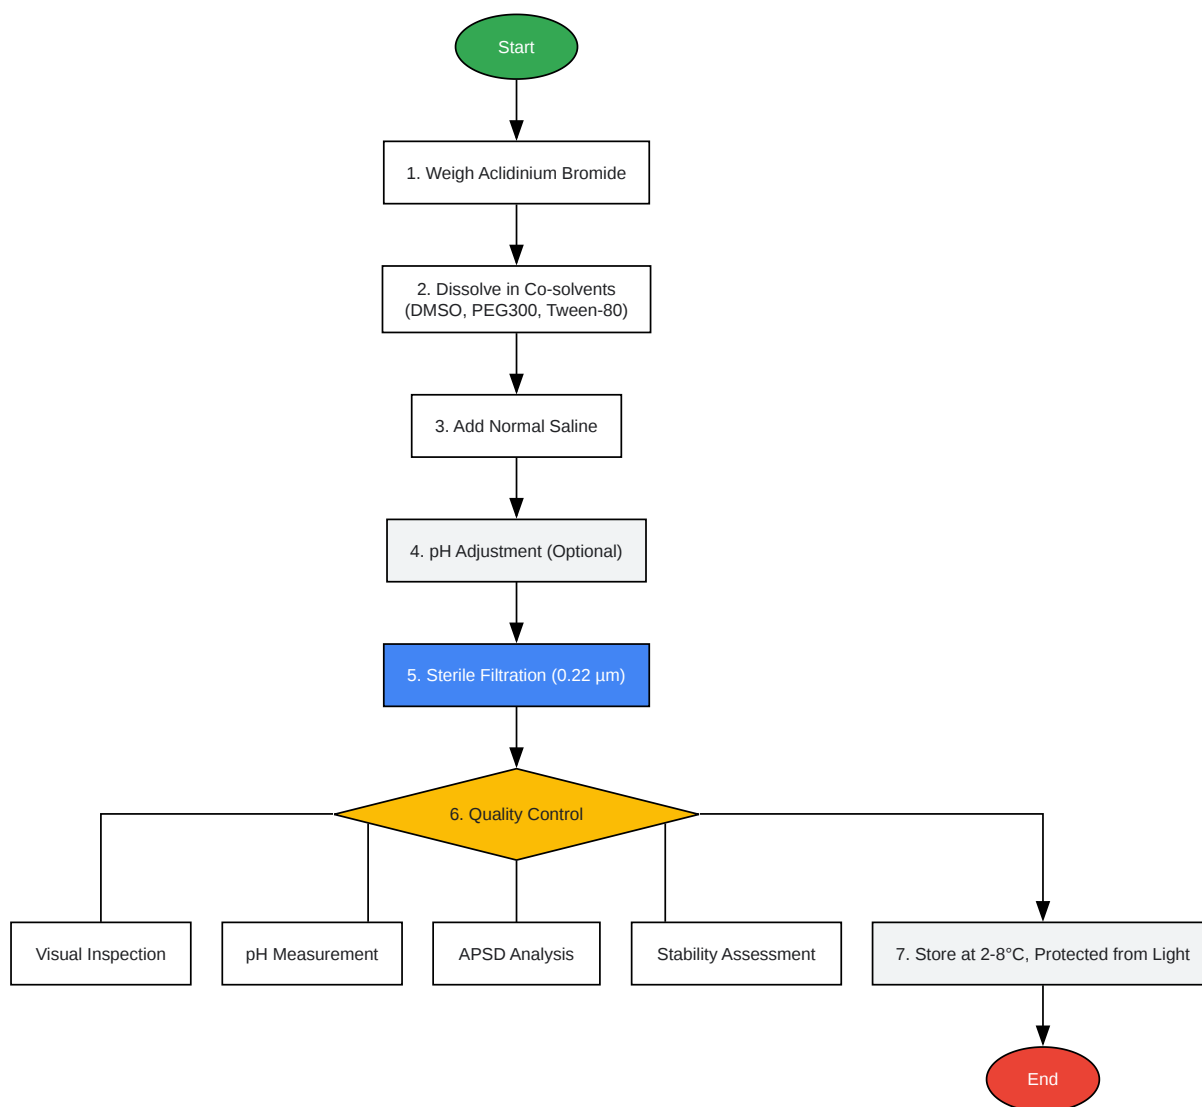 Start
1. Weigh Aclidinium Bromide
2. Dissolve in Co-solvents
(DMSO, PEG300, Tween-80)
3. Add Normal Saline
4. pH Adjustment (Optional)
5. Sterile Filtration (0.22 µm)
6. Quality Control
Visual Inspection
pH Measurement
APSD Analysis
Stability Assessment
7. Store at 2-8°C, Protected from Light
End